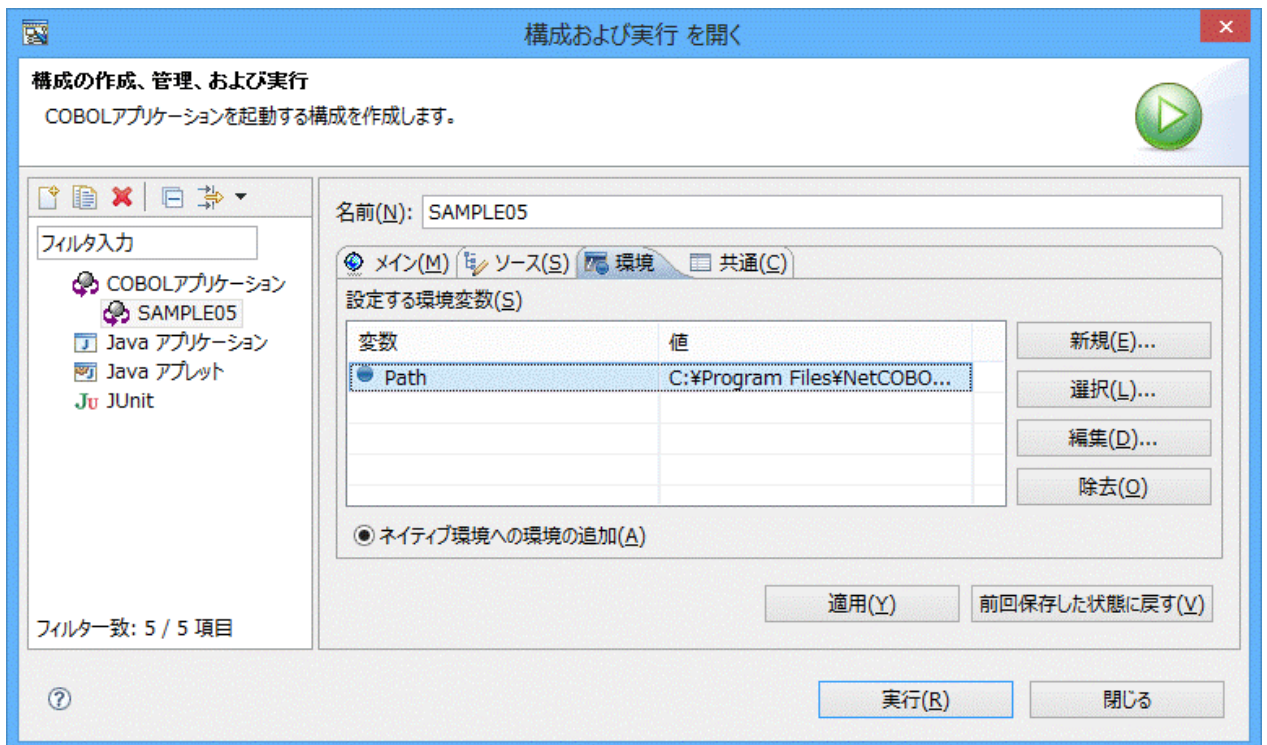 構成および実行 を開く
構成の作成、管理、および実行
COBOLアプリケーションを起動する構成を作成します。
フィルタ入力
COBOLアプリケーション
SAMPLE05
Java アプリケーション
Java アプレット
JUnit
フィルター致: 5 / 5 項目
名前(N): SAMPLE05
メイン(M) ソース(S) 環境 共通(C)
設定する環境変数(S)
変数 値
Path C:¥Program Files¥NetCOBO...
新規(E)...
選択(L)...
編集(D)...
除去(O)
ネイティブ環境への環境の追加(A)
適用(Y) 前回保存した状態に戻す(V)
実行(R) 閉じる